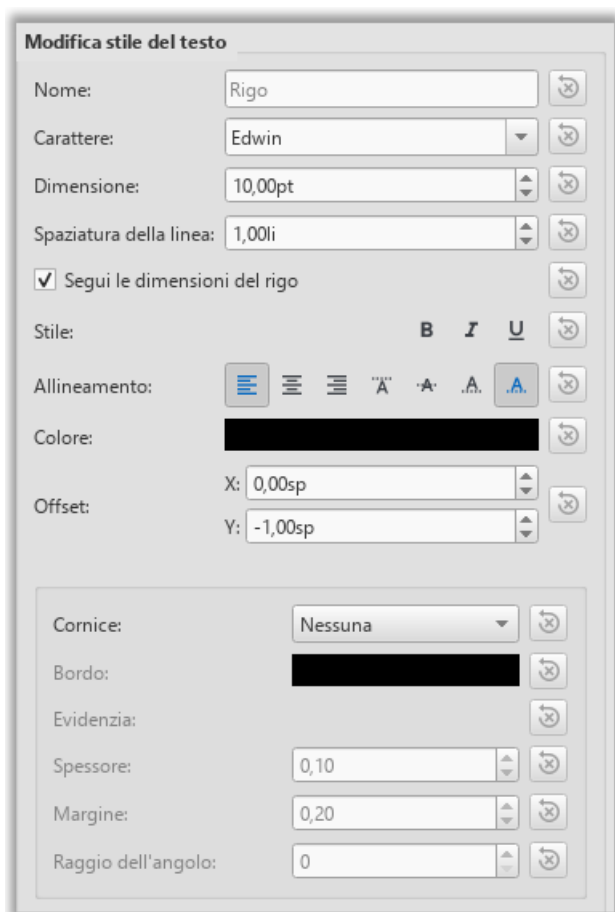 Modifica stile del testo
Nome: Rigo
Carattere: Edwin
Dimensione: 10,00pt
Spaziatura della linea: 1,00li
Segui le dimensioni del rigo
Stile: B I U
Allineamento: A A A A
Colore:
Offset: X: 0,00sp
Y: -1,00sp
Cornice: Nessuna
Bordo:
Evidenzia:
Spessore: 0,10
Margine: 0,20
Raggio dell'angolo: 0